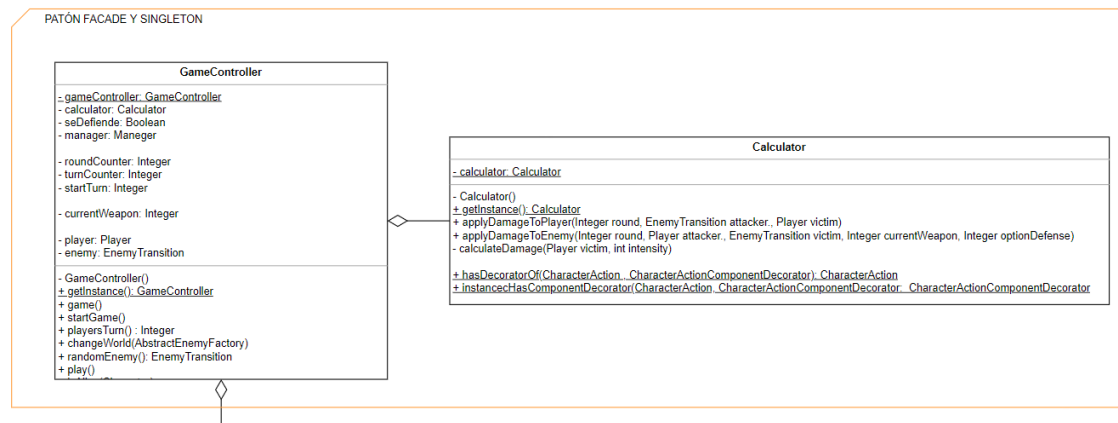 PATÓN FACADE Y SINGLETON
GameController
- gameController: GameController
- calculator: Calculator
- seDefiende: Boolean
- manager: Maneger
- roundCounter: Integer
- turnCounter: Integer
- startTurn: Integer
- currentWeapon: Integer
- player: Player
- enemy: EnemyTransition
- GameController()
+ getInstance(): GameController
+ game()
+ startGame()
+ playersTurn() : Integer
+ changeWorld(AbstractEnemyFactory)
+ randomEnemy(): EnemyTransition
+ play()
Calculator
- calculator: Calculator
- Calculator()
+ getInstance(): Calculator
+ applyDamageToPlayer(Integer round, EnemyTransition attacker., Player victim)
+ applyDamageToEnemy(Integer round, Player attacker., EnemyTransition victim, Integer currentWeapon, Integer optionDefense)
- calculateDamage(Player victim, int intensity)
+ hasDecoratorOf(CharacterAction , CharacterActionComponentDecorator): CharacterAction
+ instancecHasComponentDecorator(CharacterAction, CharacterActionComponentDecorator: CharacterActionComponentDecorator